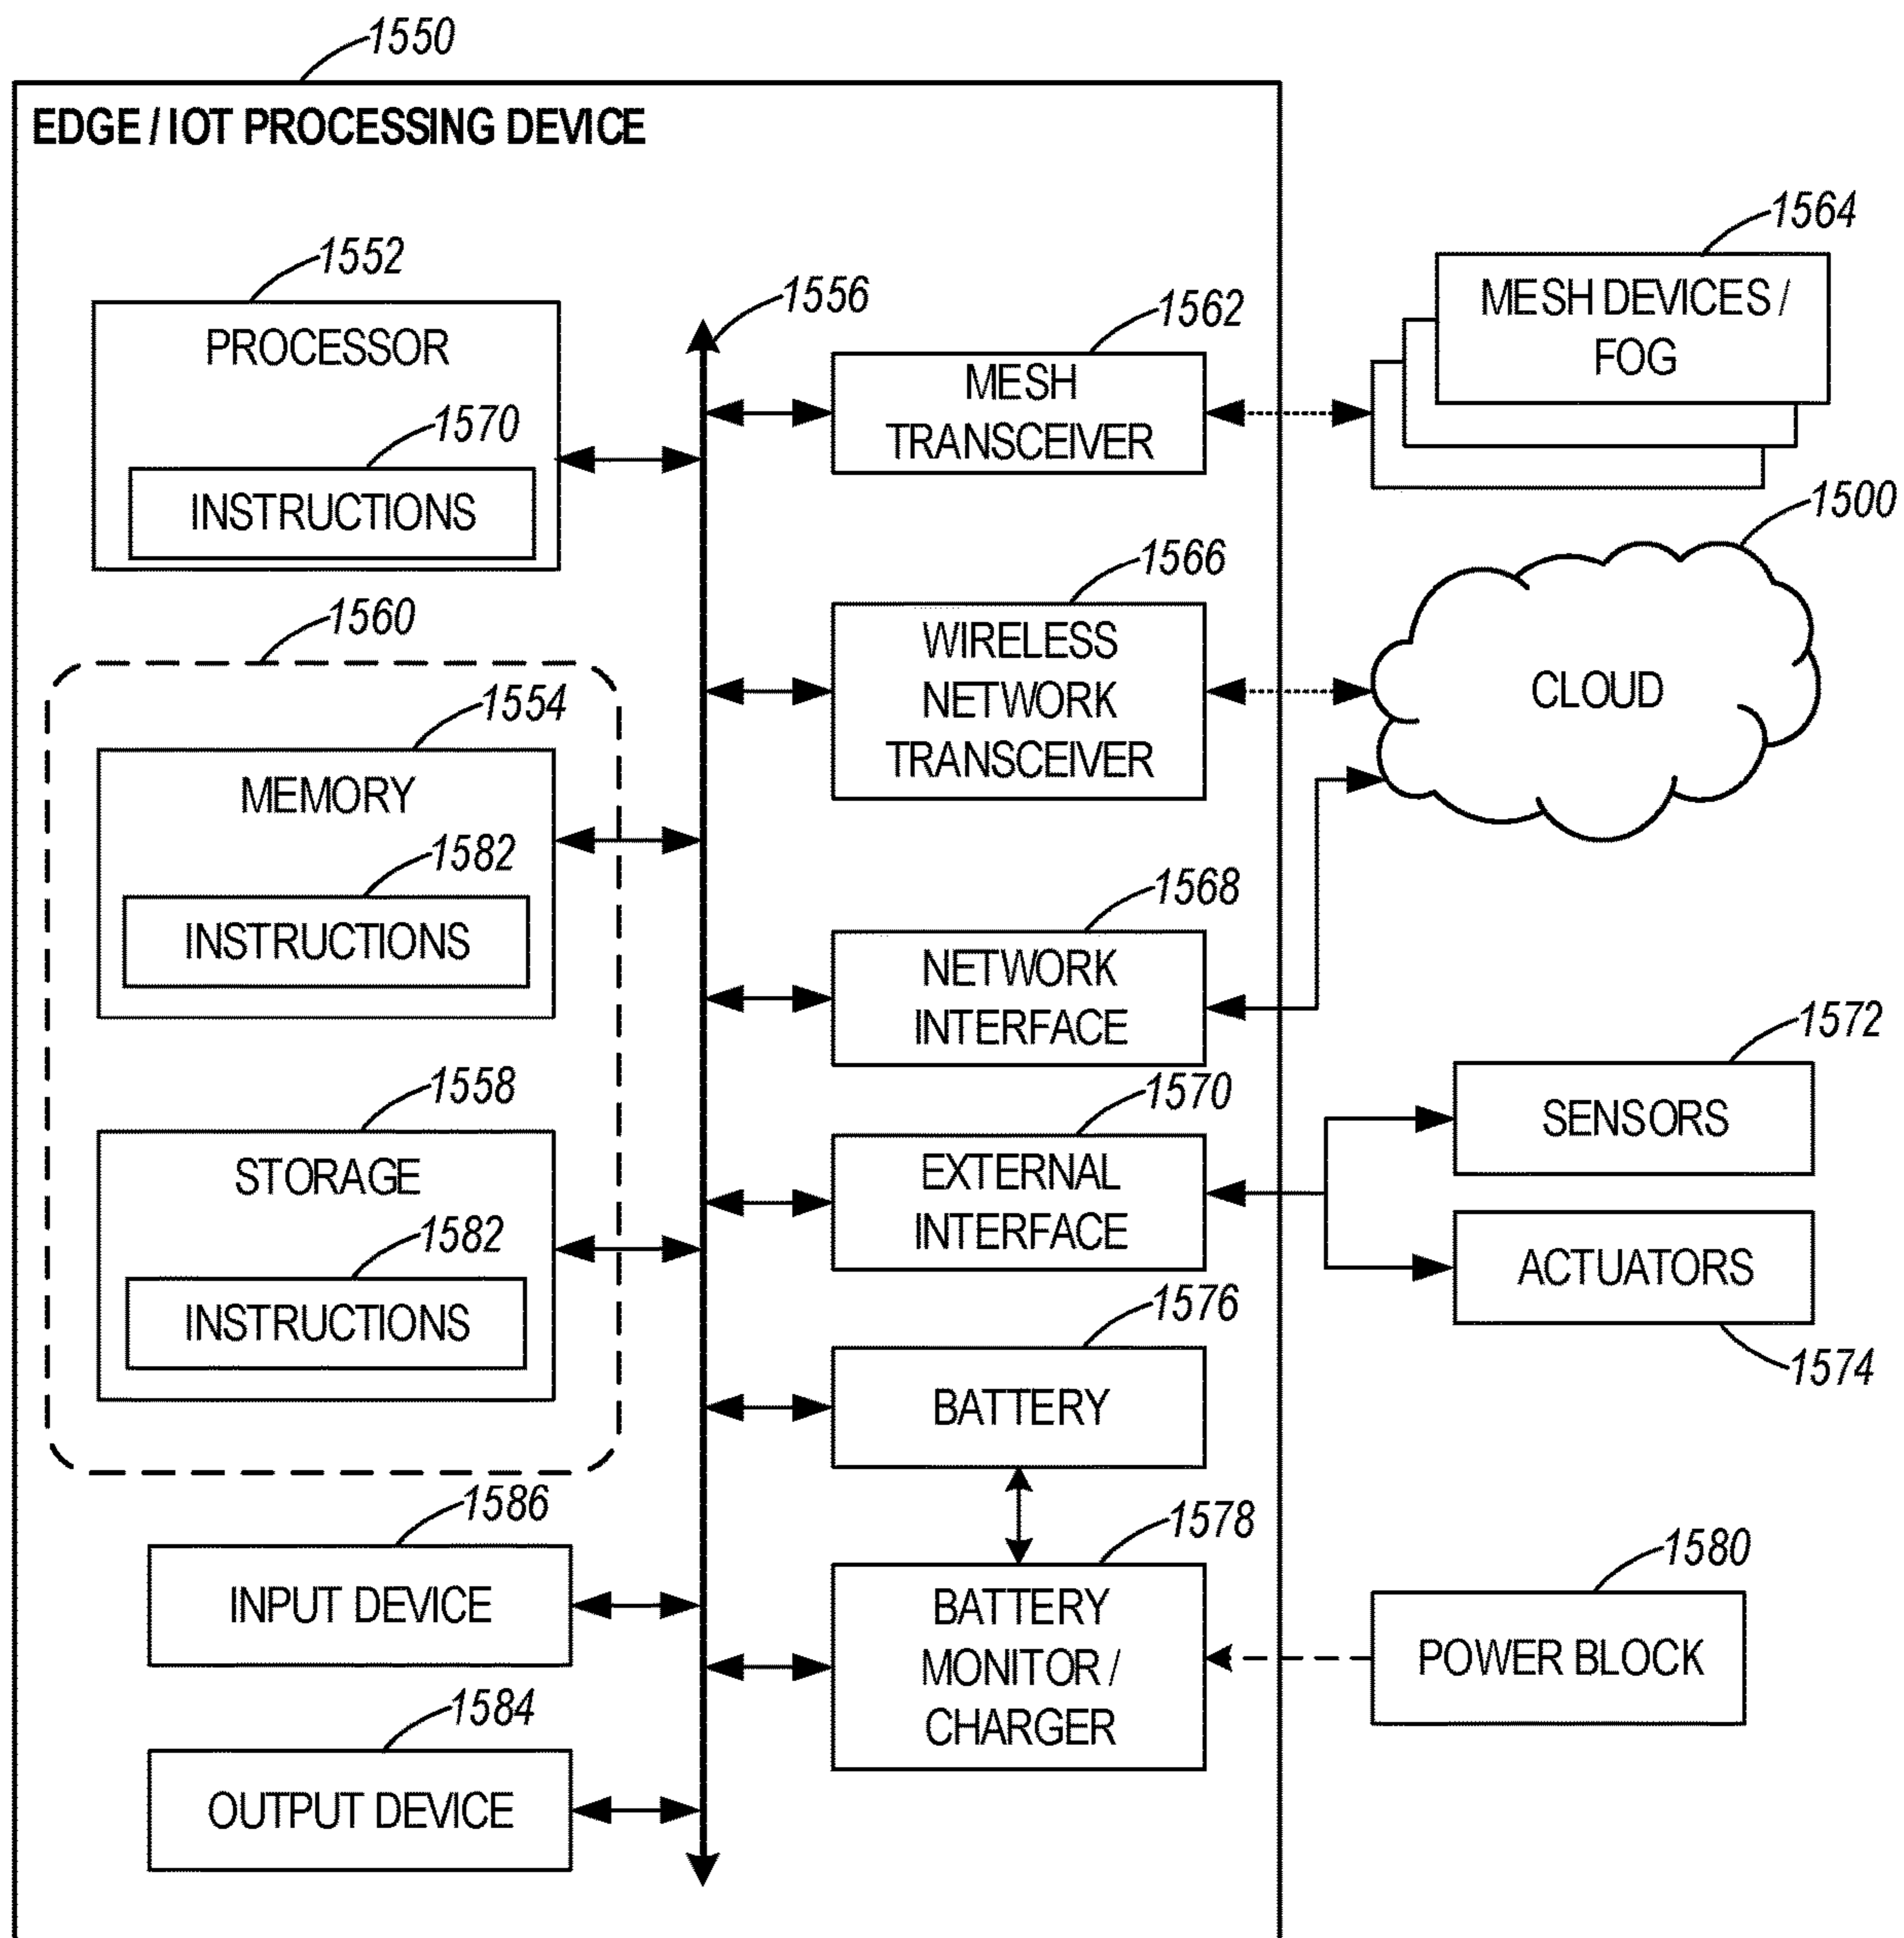 1550
EDGE / IOT PROCESSING DEVICE
1552
PROCESSOR
1570
INSTRUCTIONS
1560
1554
MEMORY
1582
INSTRUCTIONS
1558
STORAGE
1582
INSTRUCTIONS
1586
INPUT DEVICE
1584
OUTPUT DEVICE
1556
1562
MESH
TRANSCEIVER
1566
WIRELESS
NETWORK
TRANSCEIVER
1568
NETWORK
INTERFACE
1570
EXTERNAL
INTERFACE
1576
BATTERY
1578
BATTERY
MONITOR /
CHARGER
1564
MESH DEVICES /
FOG
1500
CLOUD
1572
SENSORS
ACTUATORS
1574
1580
POWER BLOCK